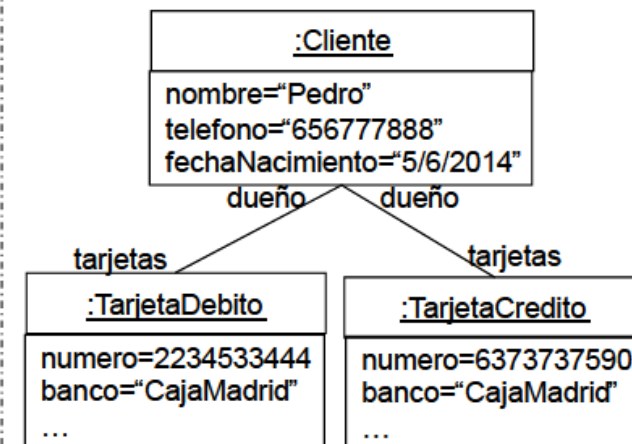 :Cliente
nombre=“Pedro”
telefono=“656777888”
fechaNacimiento=“5/6/2014”
dueño dueño
tarjetas tarjetas
:TarjetaDebito
numero=2234533444
banco=“CajaMadrid”
…
:TarjetaCredito
numero=6373737590
banco=“CajaMadrid”
…